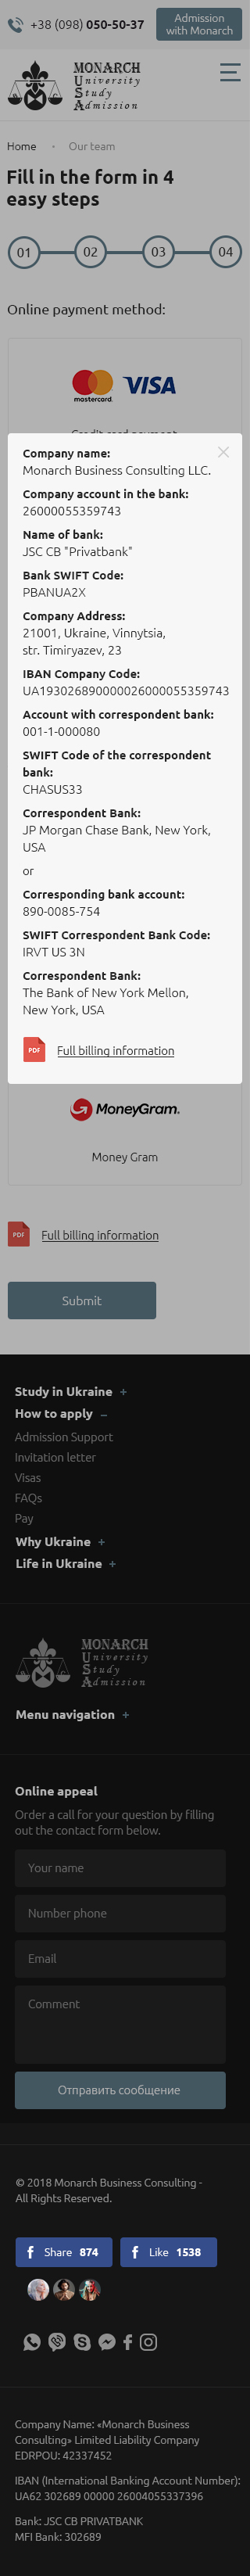 +38 (098) 050-50-37
Admission
with Monarch
MONARCH
University
Study
Admission
Home
Our team
Fill in the form in 4
easy steps
01
02
03
04
Online payment method:
mastercard.
VISA
Credit card payment
Company name:
Monarch Business Consulting LLC.
Company account in the bank:
26000055359743
Name of bank:
JSC CB "Privatbank"
Bank SWIFT Code:
PBANUA2X
Company Address:
21001, Ukraine, Vinnytsia,
str. Timiryazev, 23
IBAN Company Code:
UA193026890000026000055359743
Account with correspondent bank:
001-1-000080
SWIFT Code of the correspondent
bank:
CHASUS33
Correspondent Bank:
JP Morgan Chase Bank, New York,
USA
or
Corresponding bank account:
890-0085-754
SWIFT Correspondent Bank Code:
IRVT US 3N
Correspondent Bank:
The Bank of New York Mellon,
New York, USA
PDF
Full billing information
MoneyGram.
Money Gram
PDF
Full billing information
Submit
Study in Ukraine +
How to apply –
Admission Support
Invitation letter
Visas
FAQs
Pay
Why Ukraine +
Life in Ukraine +
MONARCH
University
Study
Admission
Menu navigation +
Online appeal
Order a call for your question by filling
out the contact form below.
Your name
Number phone
Email
Comment
Отправить сообщение
© 2018 Monarch Business Consulting -
All Rights Reserved.
Share 874
Like 1538
Company Name: «Monarch Business
Consulting» Limited Liability Company
EDRPOU: 42337452
IBAN (International Banking Account Number):
UA62 302689 00000 26004055337396
Bank: JSC CB PRIVATBANK
MFI Bank: 302689